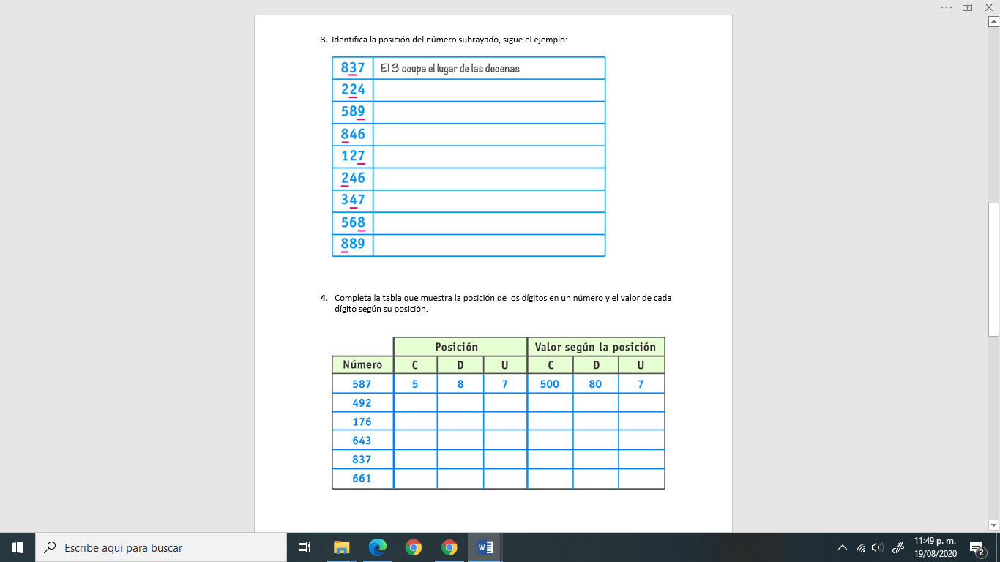 3. Identifica la posición del número subrayado, sigue el ejemplo:
837 El 3 ocupa el lugar de las decenas
224
589
846
127
246
347
568
889
4. Completa la tabla que muestra la posición de los dígitos en un número y el valor de cada
dígito según su posición.
Posición Valor según la posición
Número C D U C D U
587 5 8 7 500 80 7
492
176
643
837
661
Escribe aquí para buscar
11:49 p. m.
19/08/2020
2